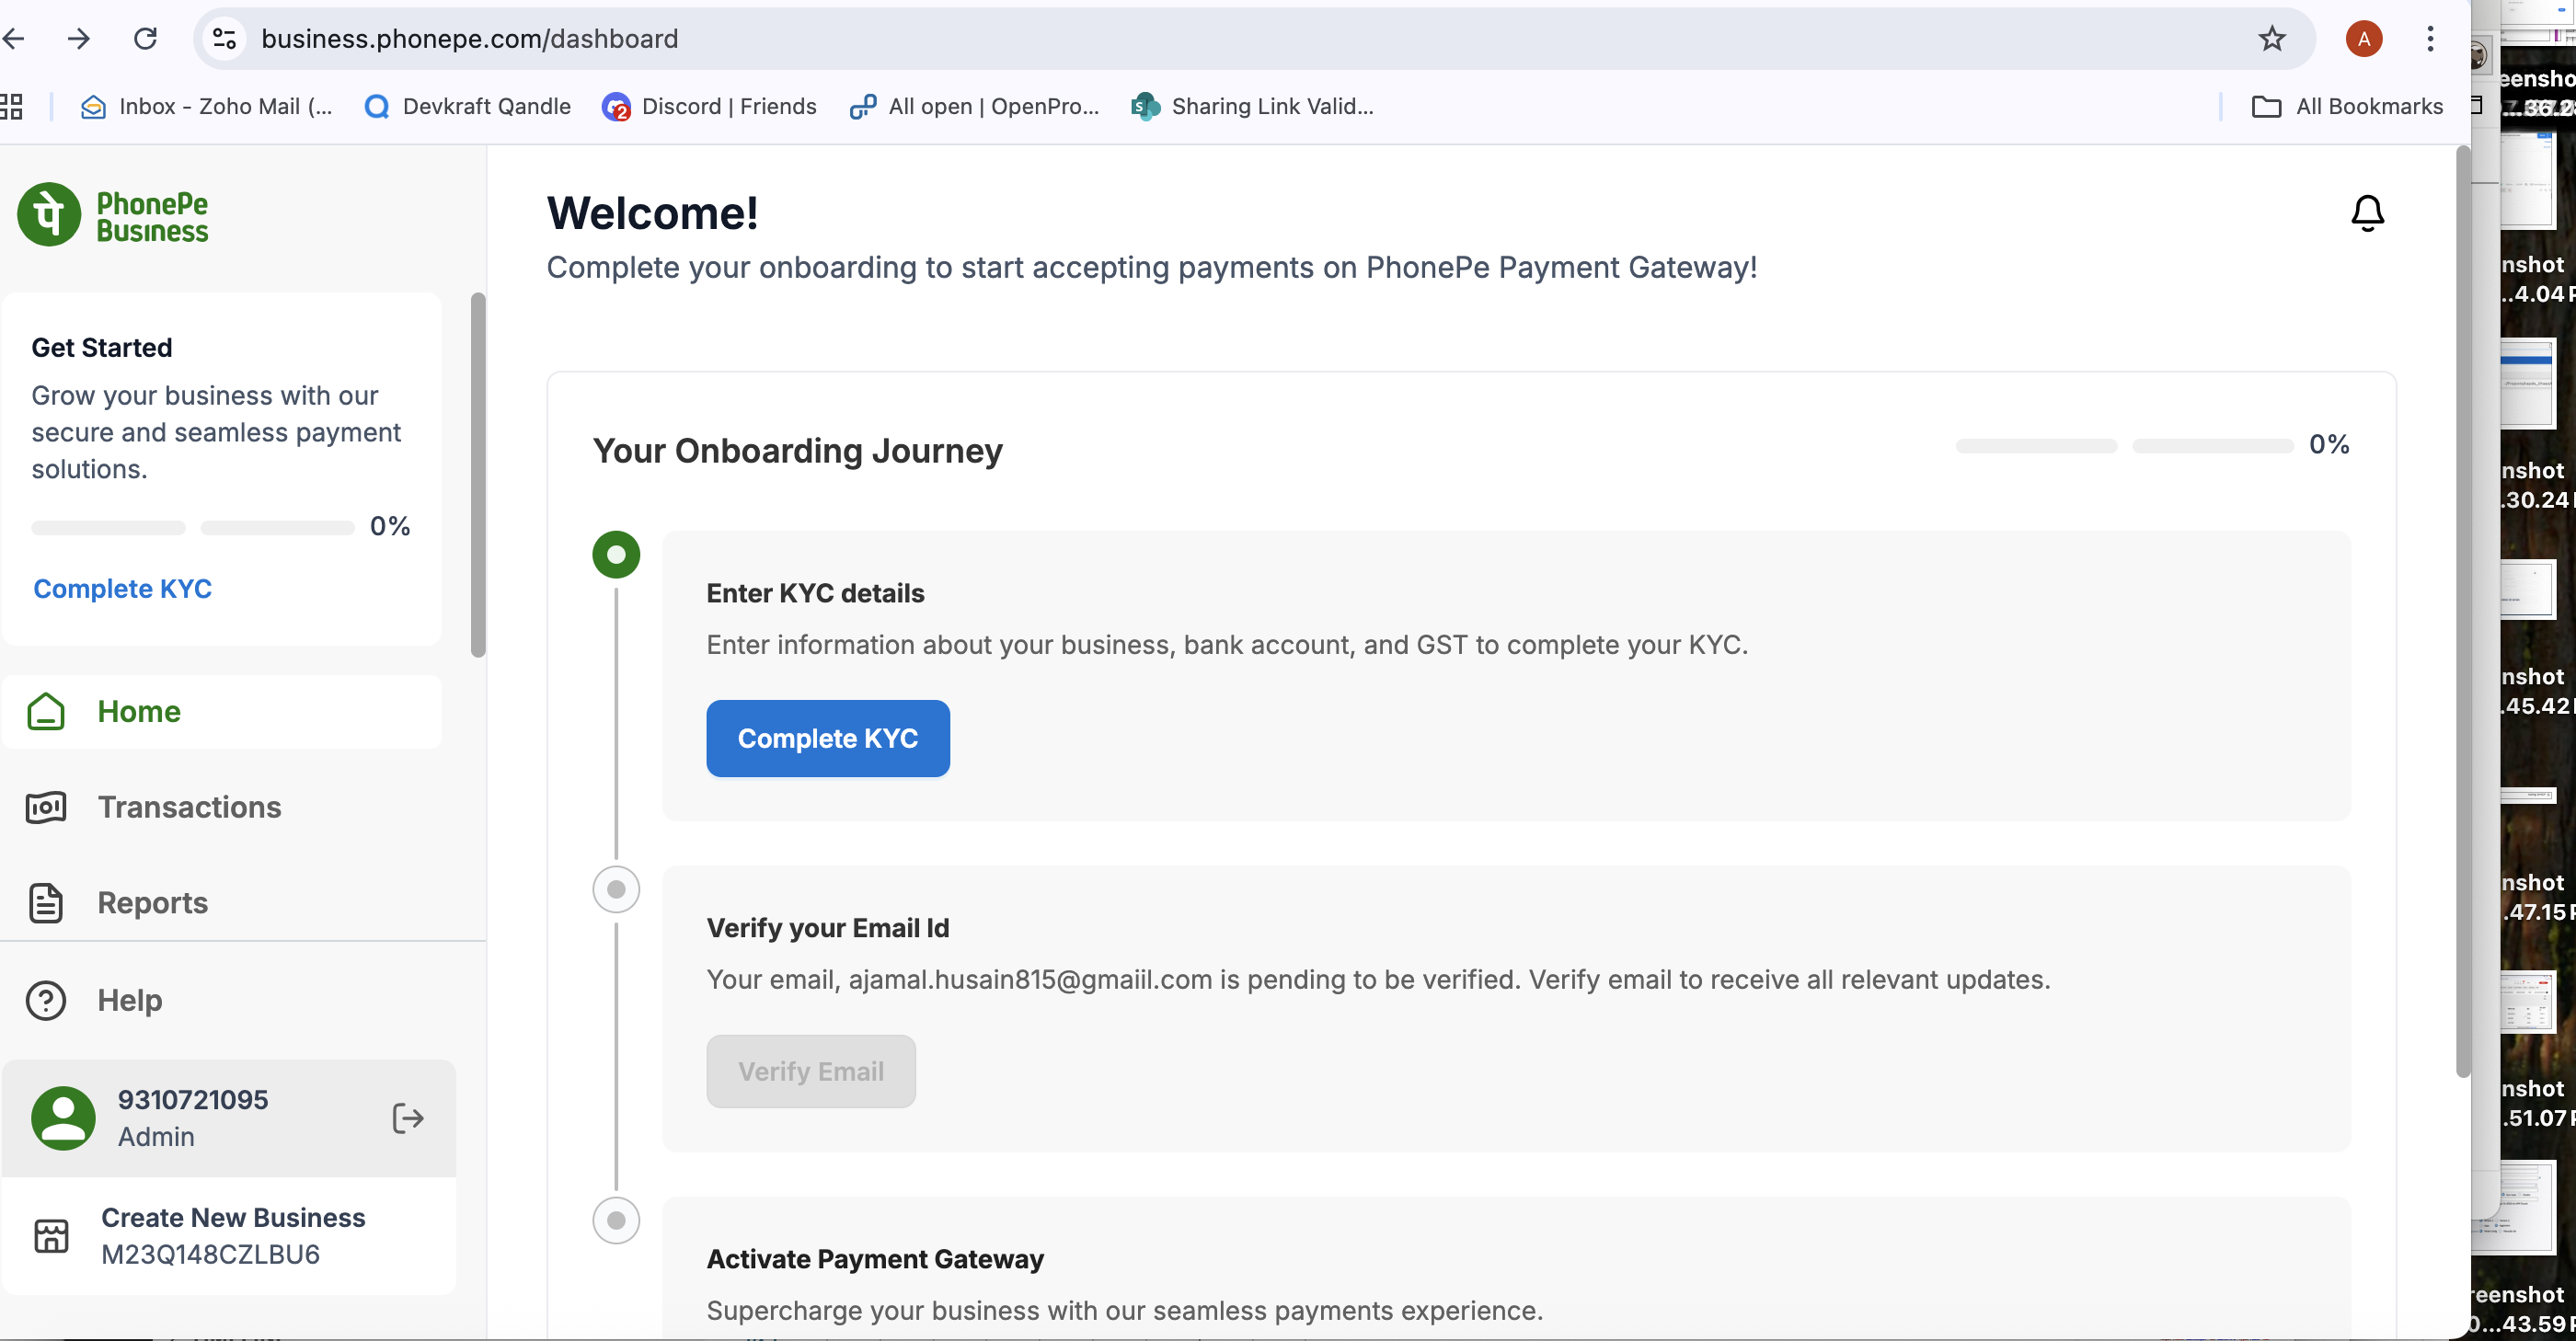 business.phonepe.com/dashboard
A
Inbox - Zoho Mail (...
Devkraft Qandle
2
Discord | Friends
All open | OpenPro...
S
Sharing Link Valid...
All Bookmarks
पे
PhonePe
Business
Get Started
Grow your business with our
secure and seamless payment
solutions.
0%
Complete KYC
Home
Transactions
Reports
Help
9310721095
Admin
Create New Business
M23Q148CZLBU6
Welcome!
Complete your onboarding to start accepting payments on PhonePe Payment Gateway!
Your Onboarding Journey
0%
Enter KYC details
Enter information about your business, bank account, and GST to complete your KYC.
Complete KYC
Verify your Email Id
Your email, ajamal.husain815@gmaiil.com is pending to be verified. Verify email to receive all relevant updates.
Verify Email
Activate Payment Gateway
Supercharge your business with our seamless payments experience.
nshot
..4.04
nshot
.30.24
nshot
.45.42
nshot
.47.15
nshot
.51.07
reenshot
0...43.59